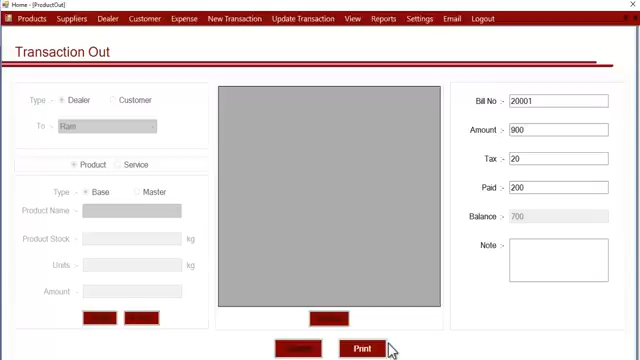 Home - [ProductOut]
Products Suppliers Dealer Customer Expense New Transaction Update Transaction View Reports Settings Email Logout
Transaction Out
Type :- Dealer Customer
To :- Ram
Product Service
Type :- Base Master
Product Name :-
Product Stock :- kg
Units :- kg
Amount :-
Bill No :- 20001
Amount :- 900
Tax :- 20
Paid :- 200
Balance :- 700
Note :-
Print